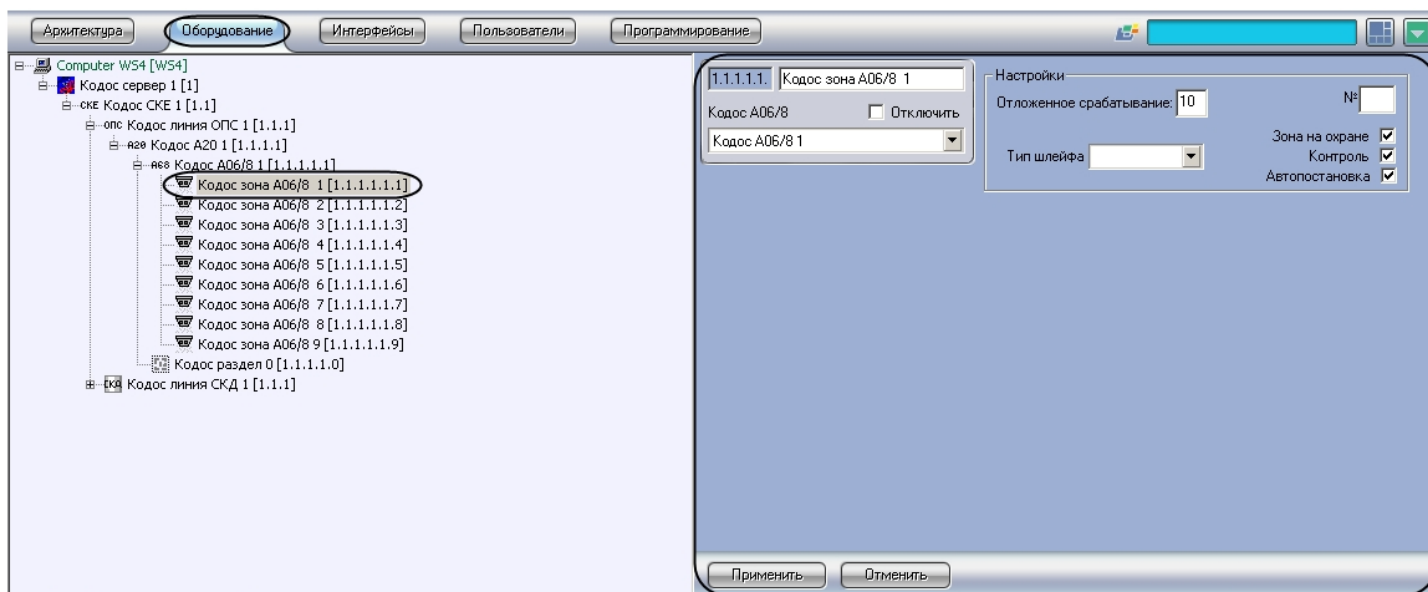 Архитектура Оборудование Интерфейсы Пользователи Программирование
Computer WS4 [WS4]
Кодос сервер 1 [1]
СКЕ Кодос СКЕ 1 [1.1]
ОПС Кодос линия ОПС 1 [1.1.1]
А20 Кодос А20 1 [1.1.1.1]
А68 Кодос А06/8 1 [1.1.1.1.1]
Кодос зона А06/8 1 [1.1.1.1.1.1]
Кодос зона А06/8 2 [1.1.1.1.1.2]
Кодос зона А06/8 3 [1.1.1.1.1.3]
Кодос зона А06/8 4 [1.1.1.1.1.4]
Кодос зона А06/8 5 [1.1.1.1.1.5]
Кодос зона А06/8 6 [1.1.1.1.1.6]
Кодос зона А06/8 7 [1.1.1.1.1.7]
Кодос зона А06/8 8 [1.1.1.1.1.8]
Кодос зона А06/8 9 [1.1.1.1.1.9]
Кодос раздел 0 [1.1.1.1.0]
СКД Кодос линия СКД 1 [1.1.1]
1.1.1.1.1. Кодос зона А06/8 1
Кодос А06/8 Отключить
Кодос А06/8 1
Настройки
Отложенное срабатывание: 10 №
Тип шлейфа
Зона на охране
Контроль
Автопостановка
Применить Отменить